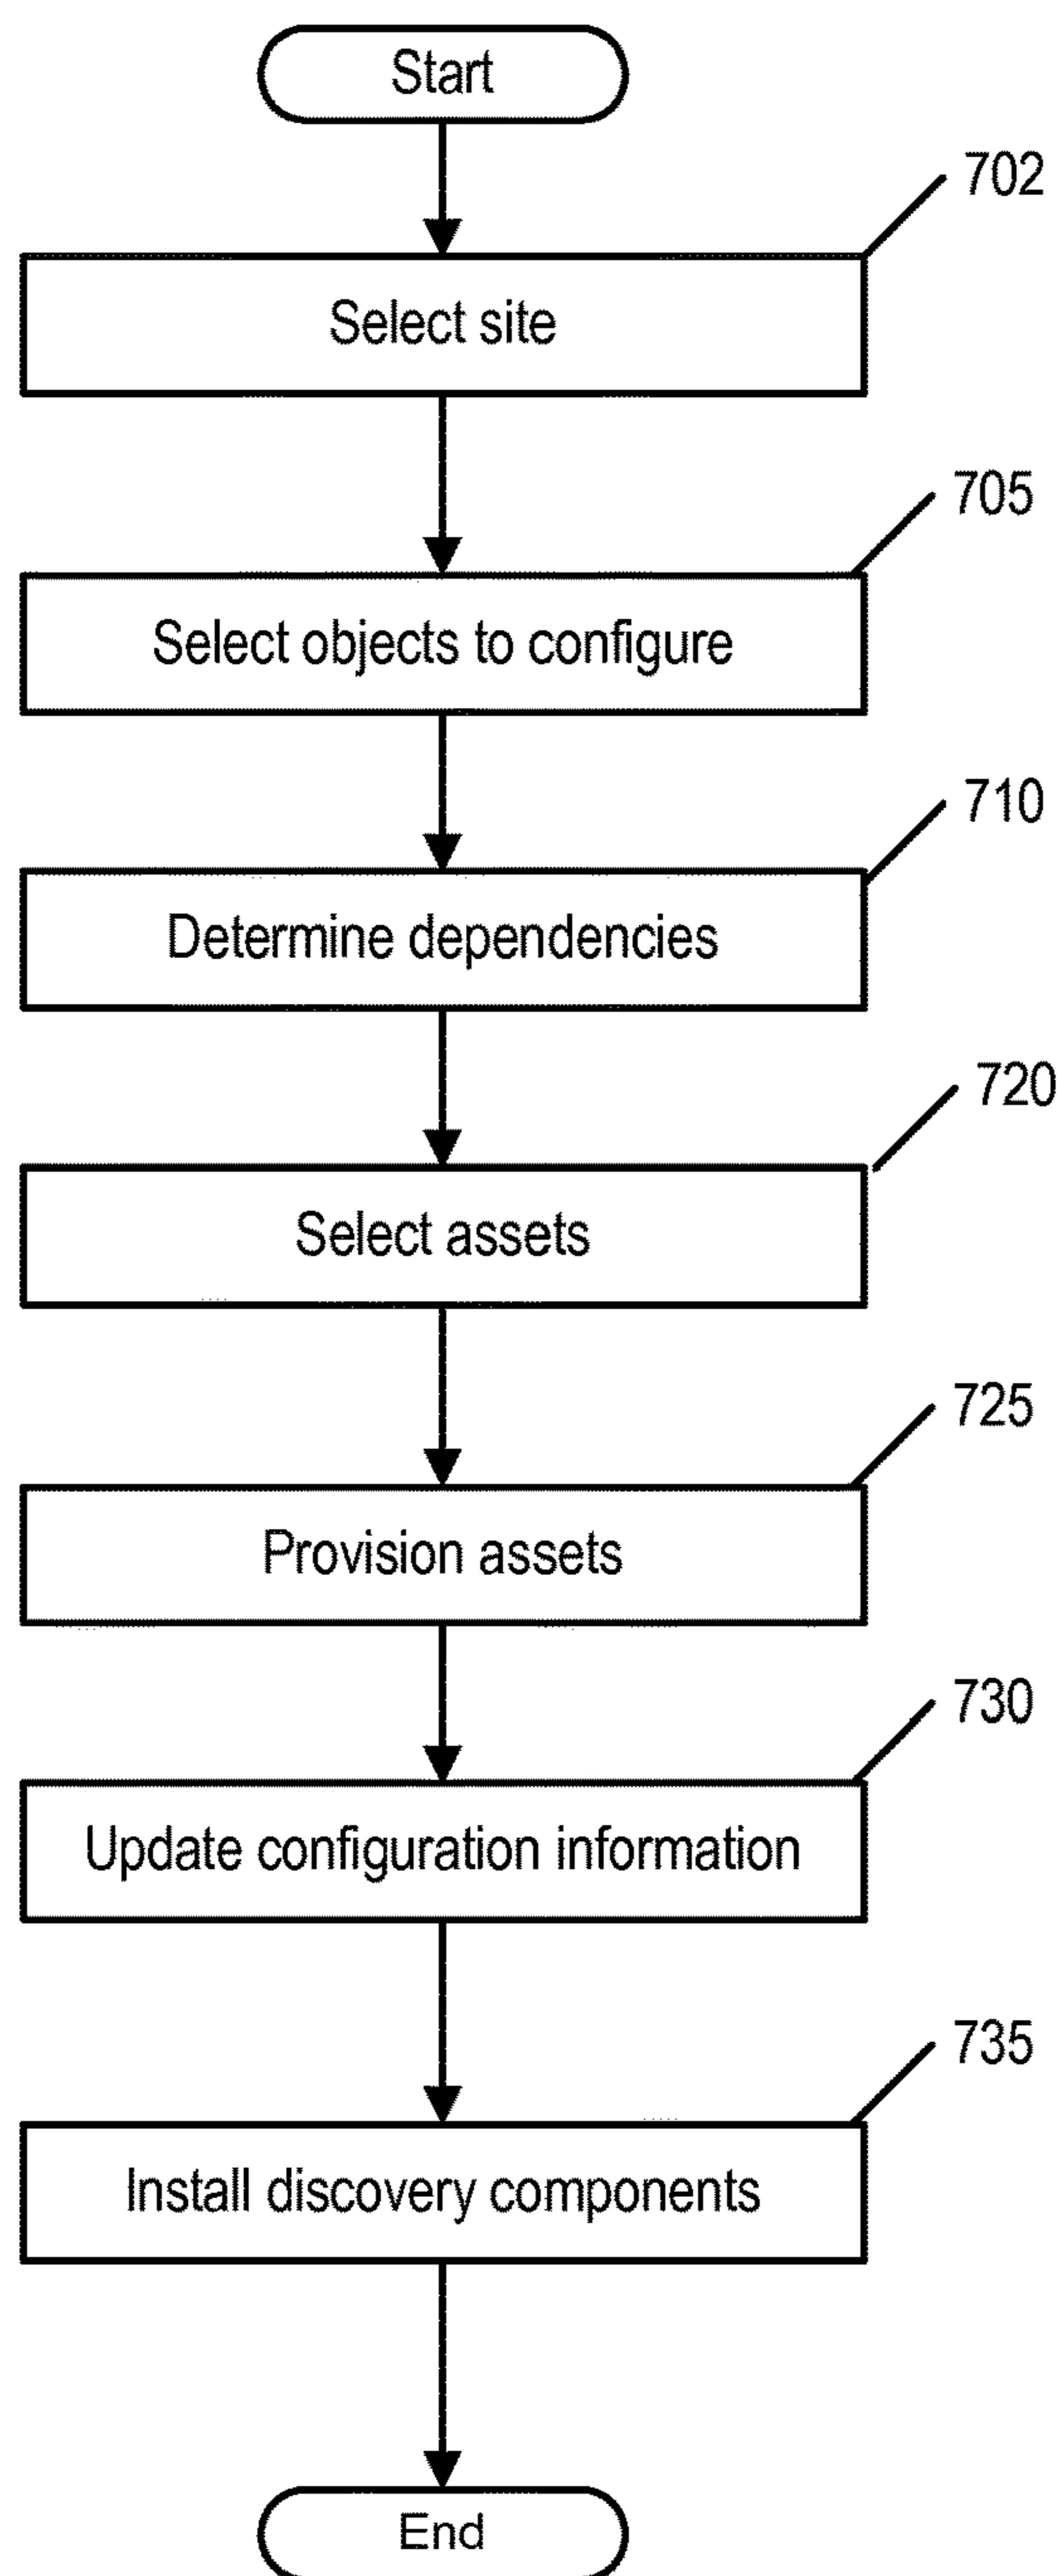 Start
702
Select site
705
Select objects to configure
710
Determine dependencies
720
Select assets
725
Provision assets
730
Update configuration information
735
Install discovery components
End